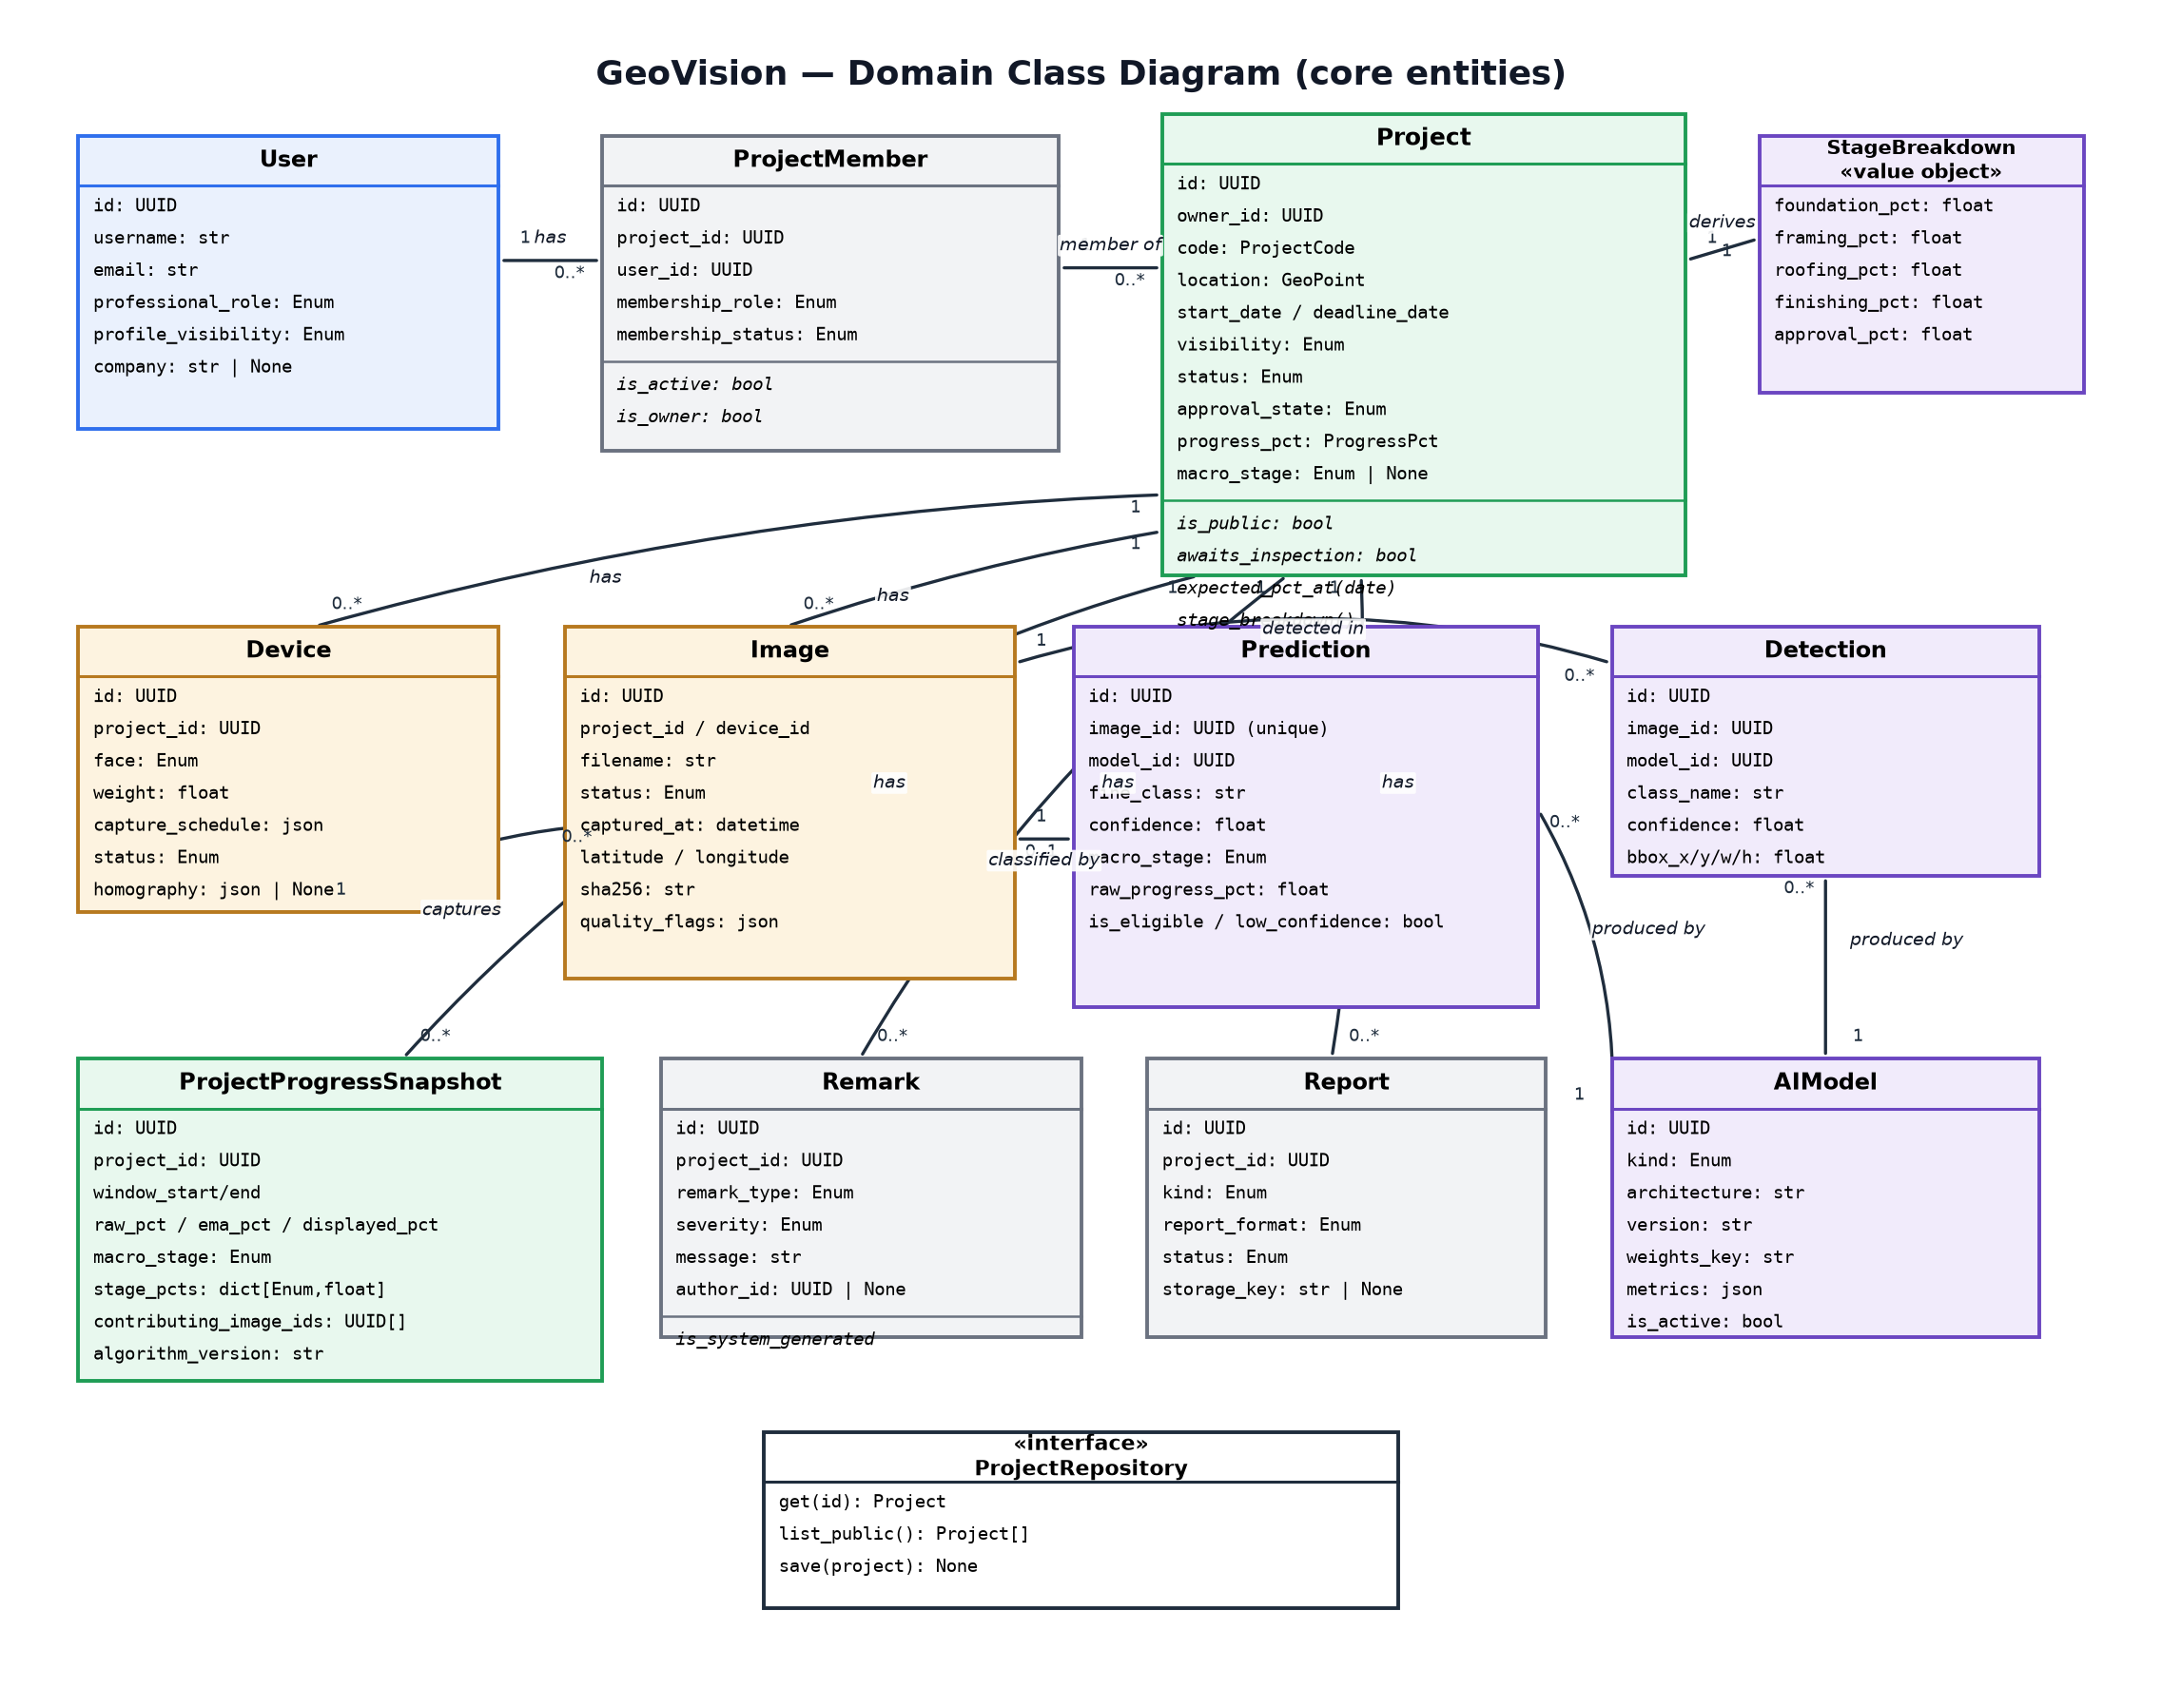 GeoVision — Domain Class Diagram (core entities)
User
id: UUID
username: str
email: str
professional_role: Enum
profile_visibility: Enum
company: str | None
1
has
0..*
ProjectMember
id: UUID
project_id: UUID
user_id: UUID
membership_role: Enum
membership_status: Enum
is_active: bool
is_owner: bool
member of
0..*
Project
id: UUID
owner_id: UUID
code: ProjectCode
location: GeoPoint
start_date / deadline_date
visibility: Enum
status: Enum
approval_state: Enum
progress_pct: ProgressPct
macro_stage: Enum | None
is_public: bool
awaits_inspection: bool
expected_pct_at(date)
stage_breakdown()
derives
1
1
StageBreakdown
«value object»
foundation_pct: float
framing_pct: float
roofing_pct: float
finishing_pct: float
approval_pct: float
1
has
0..*
1
has
0..*
1
1
1
1
detected in
0..*
Device
id: UUID
project_id: UUID
face: Enum
weight: float
capture_schedule: json
status: Enum
homography: json | None
1
captures
0..*
Image
id: UUID
project_id / device_id
filename: str
status: Enum
captured_at: datetime
latitude / longitude
sha256: str
quality_flags: json
has
1
0..1
classified by
Prediction
id: UUID
image_id: UUID (unique)
model_id: UUID
fine_class: str
confidence: float
macro_stage: Enum
raw_progress_pct: float
is_eligible / low_confidence: bool
has
has
0..*
produced by
1
Detection
id: UUID
image_id: UUID
model_id: UUID
class_name: str
confidence: float
bbox_x/y/w/h: float
0..*
produced by
1
0..*
0..*
0..*
ProjectProgressSnapshot
id: UUID
project_id: UUID
window_start/end
raw_pct / ema_pct / displayed_pct
macro_stage: Enum
stage_pcts: dict[Enum,float]
contributing_image_ids: UUID[]
algorithm_version: str
Remark
id: UUID
project_id: UUID
remark_type: Enum
severity: Enum
message: str
author_id: UUID | None
is_system_generated
Report
id: UUID
project_id: UUID
kind: Enum
report_format: Enum
status: Enum
storage_key: str | None
AIModel
id: UUID
kind: Enum
architecture: str
version: str
weights_key: str
metrics: json
is_active: bool
«interface»
ProjectRepository
get(id): Project
list_public(): Project[]
save(project): None